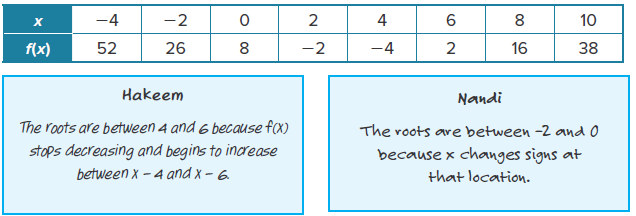 x −4 −2 0 2 4 6 8 10
f(x) 52 26 8 −2 −4 2 16 38
Hakeem
The roots are between 4 and 6 because f(x)
stops decreasing and begins to increase
between x – 4 and x – 6.
Nandi
The roots are between -2 and 0
because x changes signs at
that location.